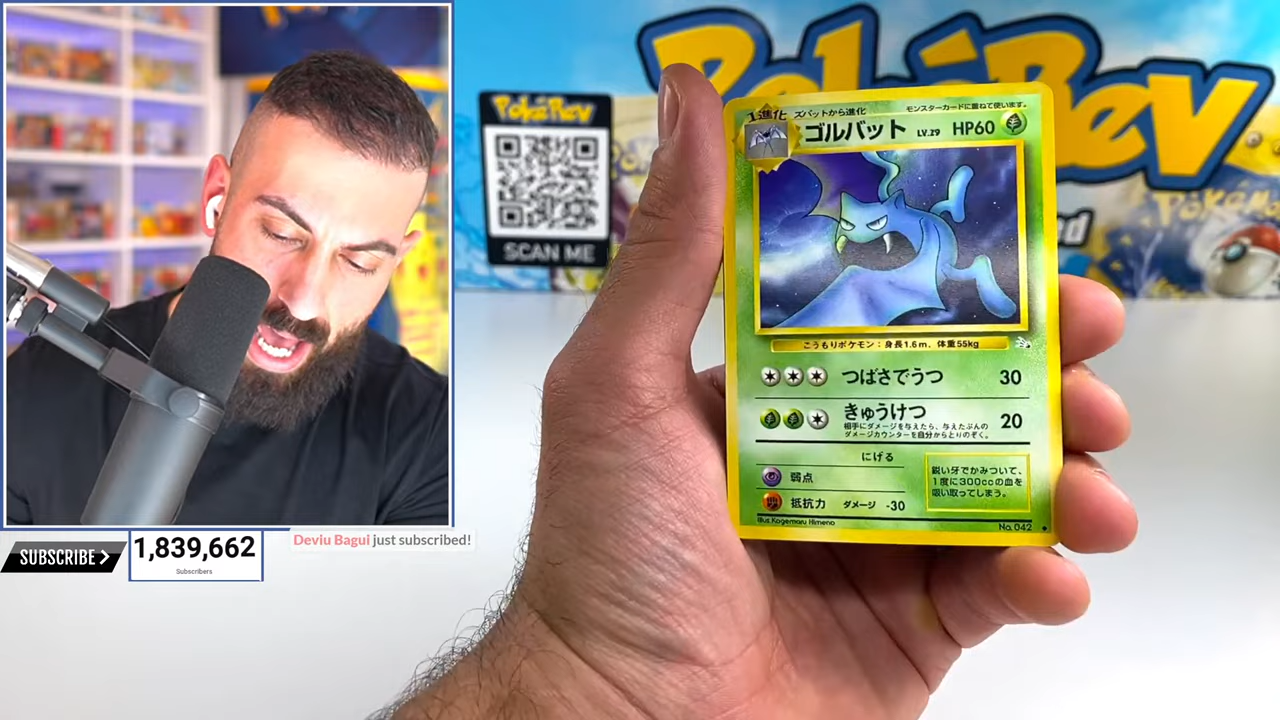 PokéRev
PokéRev
SCAN ME
Pokémon
1進化
ズバットから進化
モンスターカードに重ねて使います。
ゴルバット LV.29 HP60
こうもりポケモン:身長1.6m、体重55kg
つばさでうつ 30
きゅうけつ 20
相手にダメージを与えたら、与えたぶんの
ダメージカウンターを自分からとりのぞく。
にげる
弱点
抵抗力 ダメージ -30
鋭い牙でかみついて、
1度に300ccの血を
吸い取ってしまう。
Illus.Kagemaru Himeno
No.042
SUBSCRIBE
1,839,662
Subscribers
Deviu Bagui just subscribed!